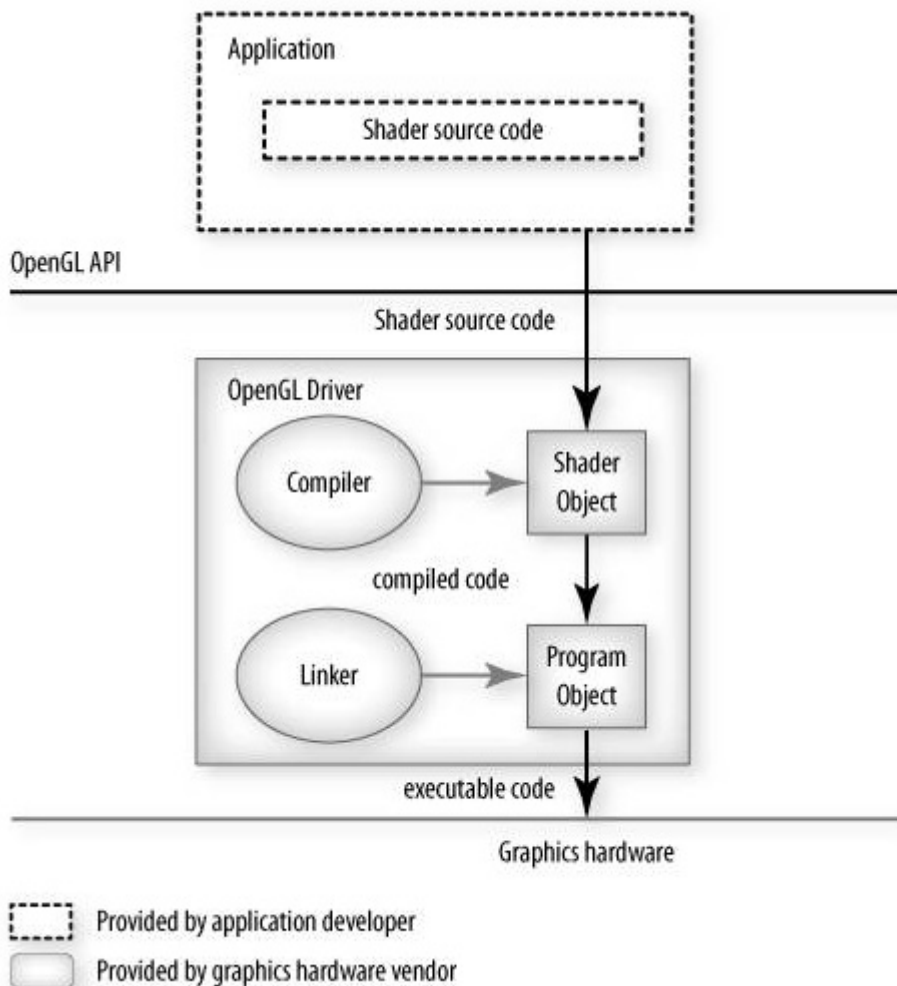 Application
Shader source code
OpenGL API
Shader source code
OpenGL Driver
Compiler
Shader
Object
compiled code
Linker
Program
Object
executable code
Graphics hardware
Provided by application developer
Provided by graphics hardware vendor